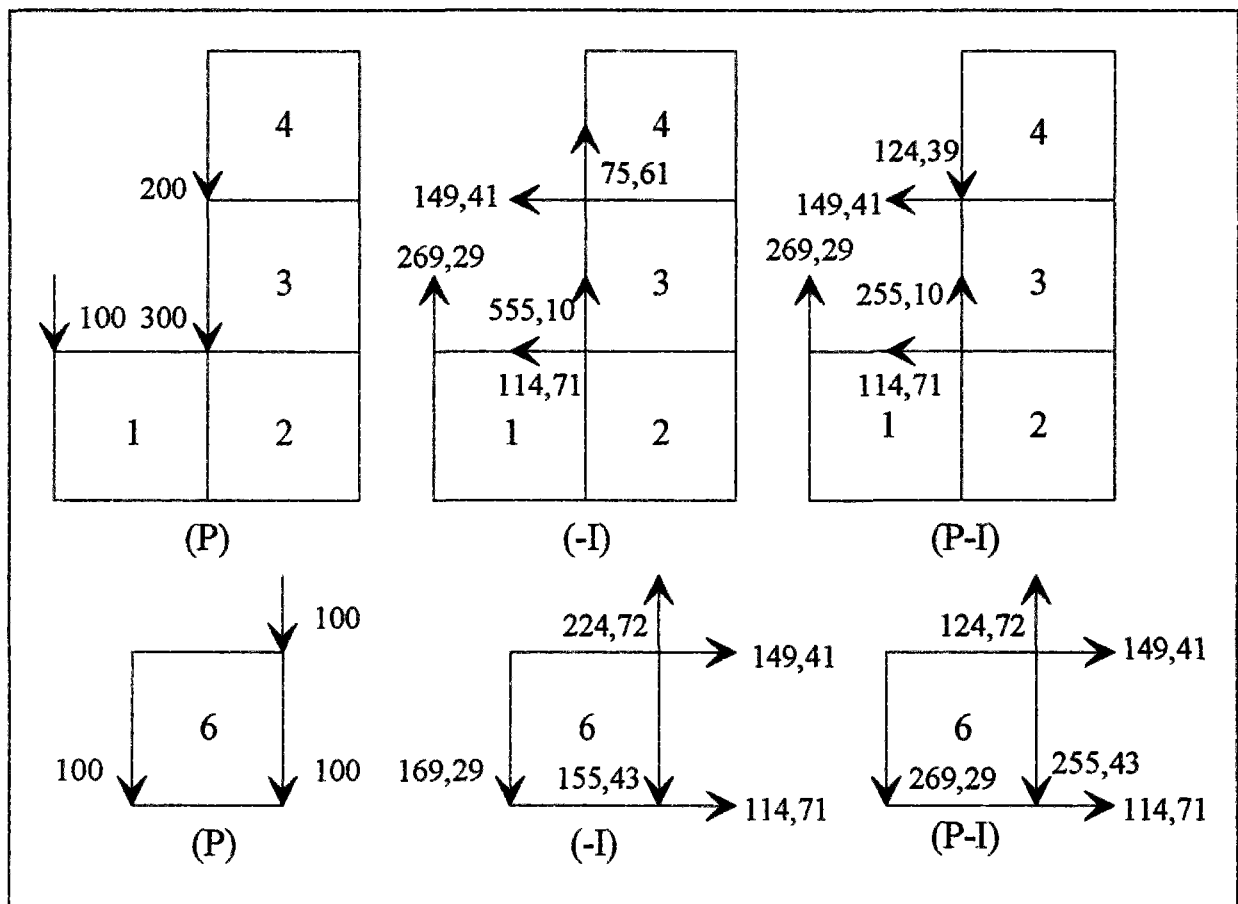 4 4 4
200 75,61 124,39
149,41 149,41
269,29 3 269,29
3 3
100 300 555,10 255,10
114,71 114,71
1 2 1 2 1 2
(P) (-I) (P-I)
100 224,72 149,41 124,72 149,41
6 6 6
100 100 169,29 155,43 269,29 255,43
114,71 114,71
(P) (-I) (P-I)